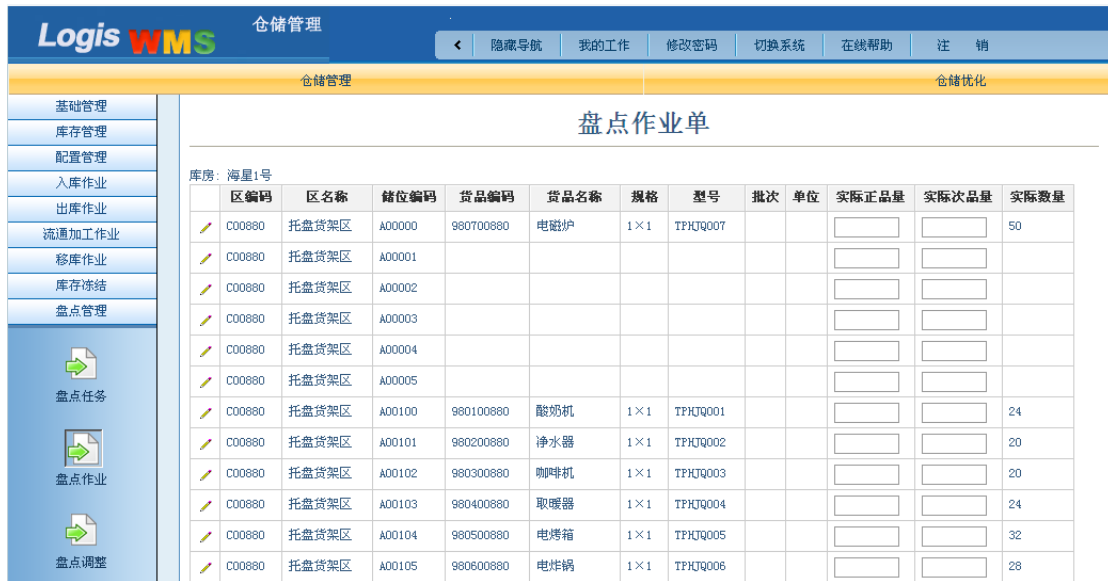 Logis WMS 仓储管理
隐藏导航 我的工作 修改密码 切换系统 在线帮助 注 销
仓储管理 仓储优化
基础管理
库存管理
配置管理
入库作业
出库作业
流通加工作业
移库作业
库存冻结
盘点管理
盘点任务
盘点作业
盘点调整
盘点作业单
库房: 海星1号
区编码 区名称 储位编码 货品编码 货品名称 规格 型号 批次 单位 实际正品量 实际次品量 实际数量
C00880 托盘货架区 A00000 980700880 电磁炉 1×1 TPHJQ007 50
C00880 托盘货架区 A00001
C00880 托盘货架区 A00002
C00880 托盘货架区 A00003
C00880 托盘货架区 A00004
C00880 托盘货架区 A00005
C00880 托盘货架区 A00100 980100880 酸奶机 1×1 TPHJQ001 24
C00880 托盘货架区 A00101 980200880 净水器 1×1 TPHJQ002 20
C00880 托盘货架区 A00102 980300880 咖啡机 1×1 TPHJQ003 20
C00880 托盘货架区 A00103 980400880 取暖器 1×1 TPHJQ004 24
C00880 托盘货架区 A00104 980500880 电烤箱 1×1 TPHJQ005 32
C00880 托盘货架区 A00105 980600880 电炸锅 1×1 TPHJQ006 28